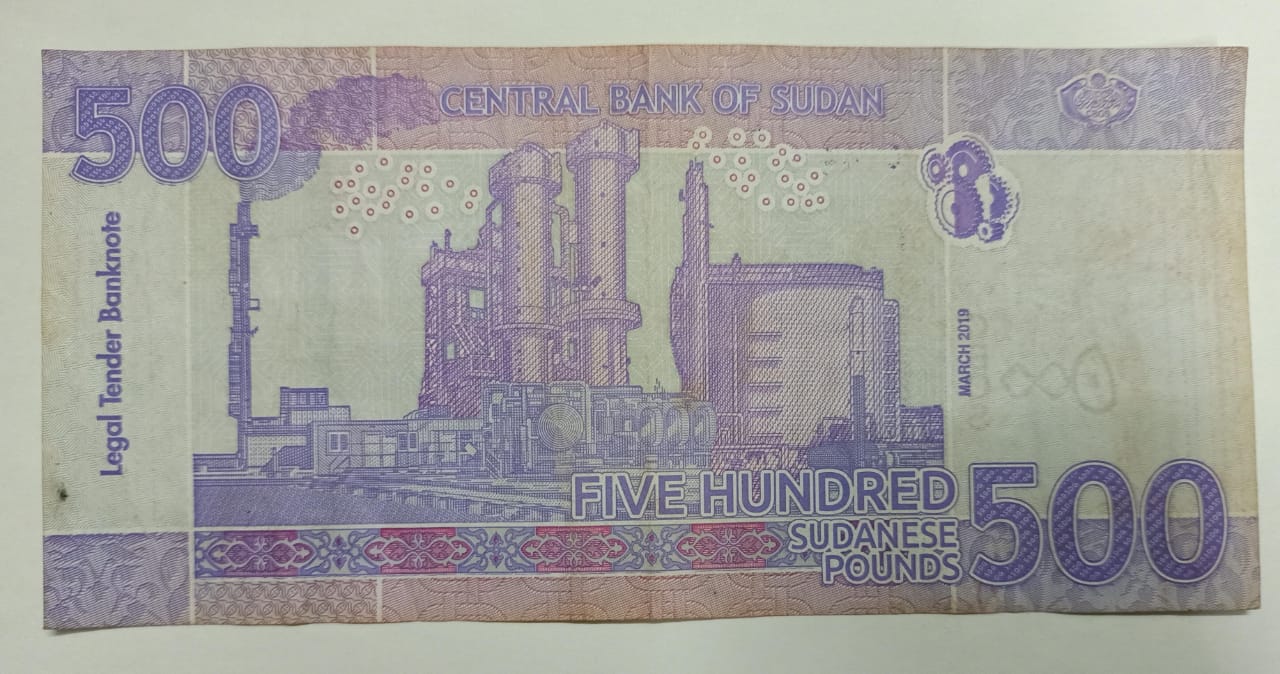 500
CENTRAL BANK OF SUDAN
Legal Tender Banknote
MARCH 2019
FIVE HUNDRED
SUDANESE
POUNDS
500